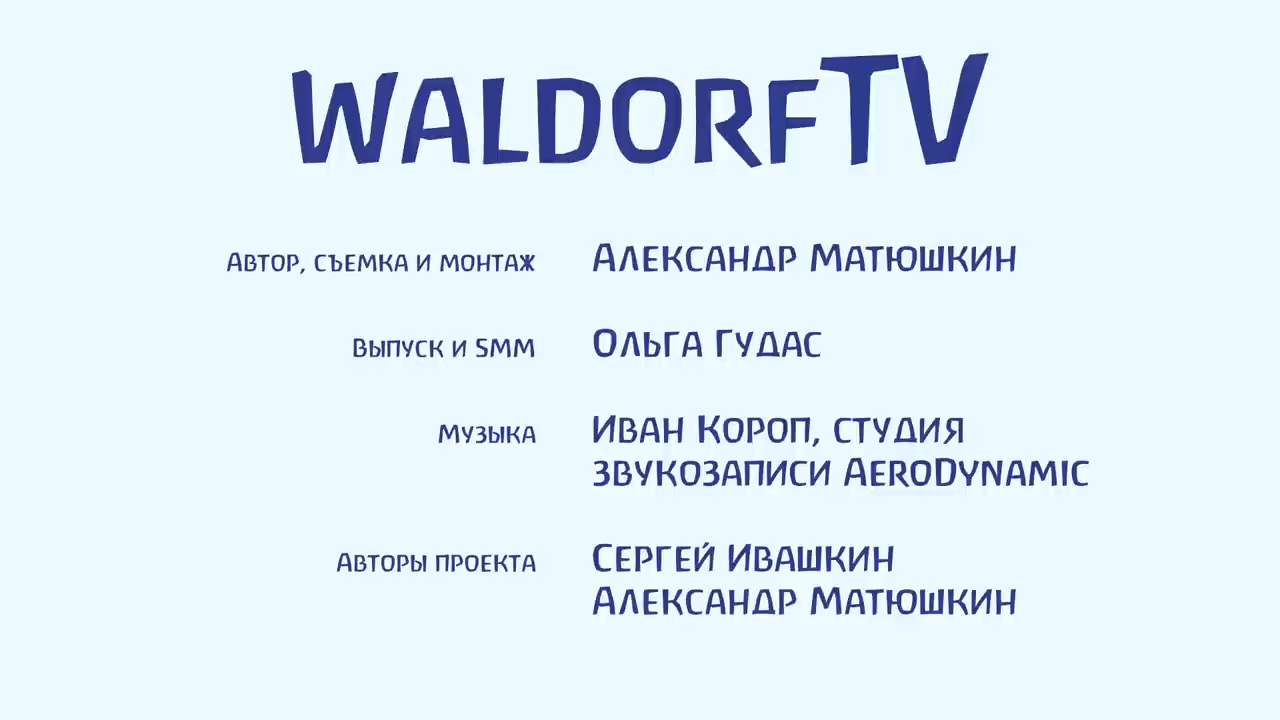 WALDORFTV
Автор, съемка и монтаж Александр Матюшкин
Выпуск и SMM Ольга Гудас
Музыка Иван Короп, студия
звукозаписи AeroDynamic
Авторы проекта Сергей Ивашкин
Александр Матюшкин